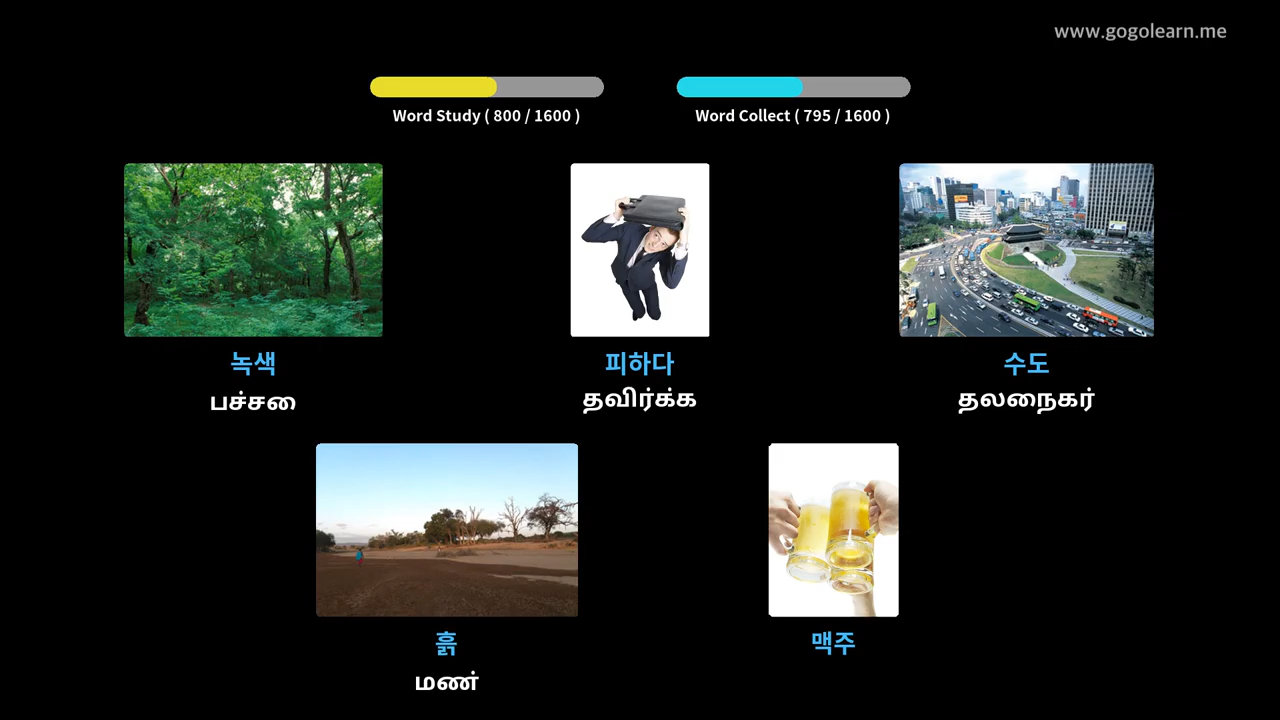 www.gogolearn.me
Word Study ( 800 / 1600 )
Word Collect ( 795 / 1600 )
녹색
பச்சை
피하다
தவிர்க்க
수도
தலைநகர்
흙
மண்
맥주